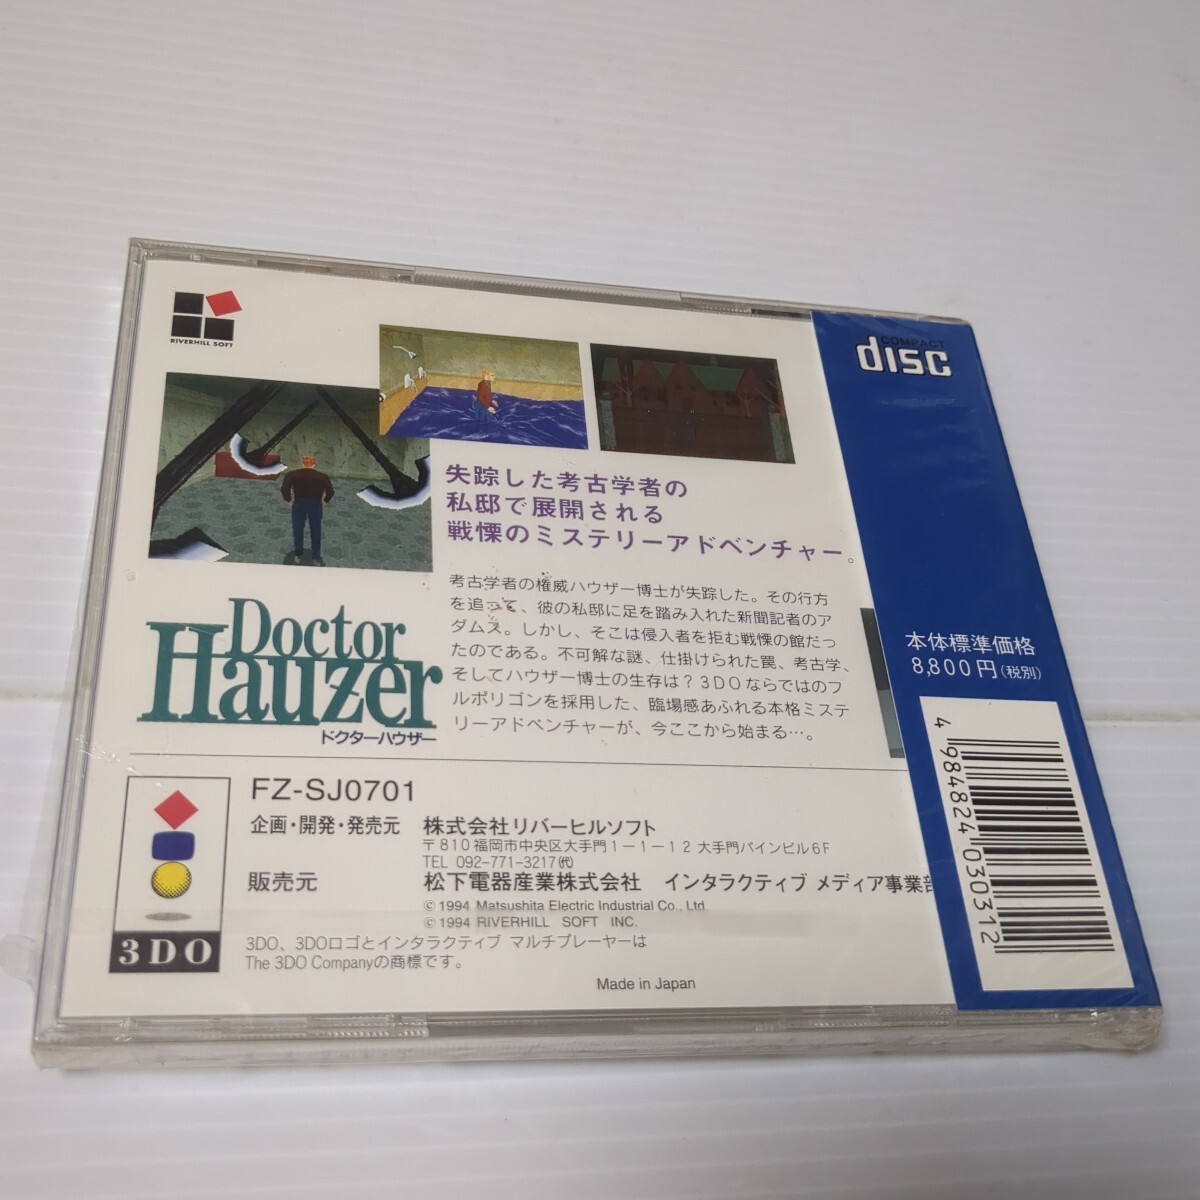 RIVERHILL SOFT
COMPACT
disc
失踪した考古学者の
私邸で展開される
戦慄のミステリーアドベンチャー。
考古学者の権威ハウザー博士が失踪した。その行方
を追って、彼の私邸に足を踏み入れた新聞記者のア
ダムス。しかし、そこは侵入者を拒む戦慄の館だっ
たのである。不可解な謎、仕掛けられた罠、考古学、
そしてハウザー博士の生存は？3DOならではのフ
ルポリゴンを採用した、臨場感あふれる本格ミステ
リーアドベンチャーが、今ここから始まる…。
Doctor
Hauzer
ドクターハウザー
本体標準価格
8,800円(税別)
4 984824 030312
FZ-SJ0701
企画・開発・発売元 株式会社リバーヒルソフト
〒810 福岡市中央区大手門1-1-12 大手門パインビル6F
TEL 092-771-3217㈹
販売元 松下電器産業株式会社 インタラクティブ メディア事業部
© 1994 Matsushita Electric Industrial Co., Ltd.
© 1994 RIVERHILL SOFT INC.
3DO
3DO、3DOロゴとインタラクティブ マルチプレーヤーは
The 3DO Companyの商標です。
Made in Japan